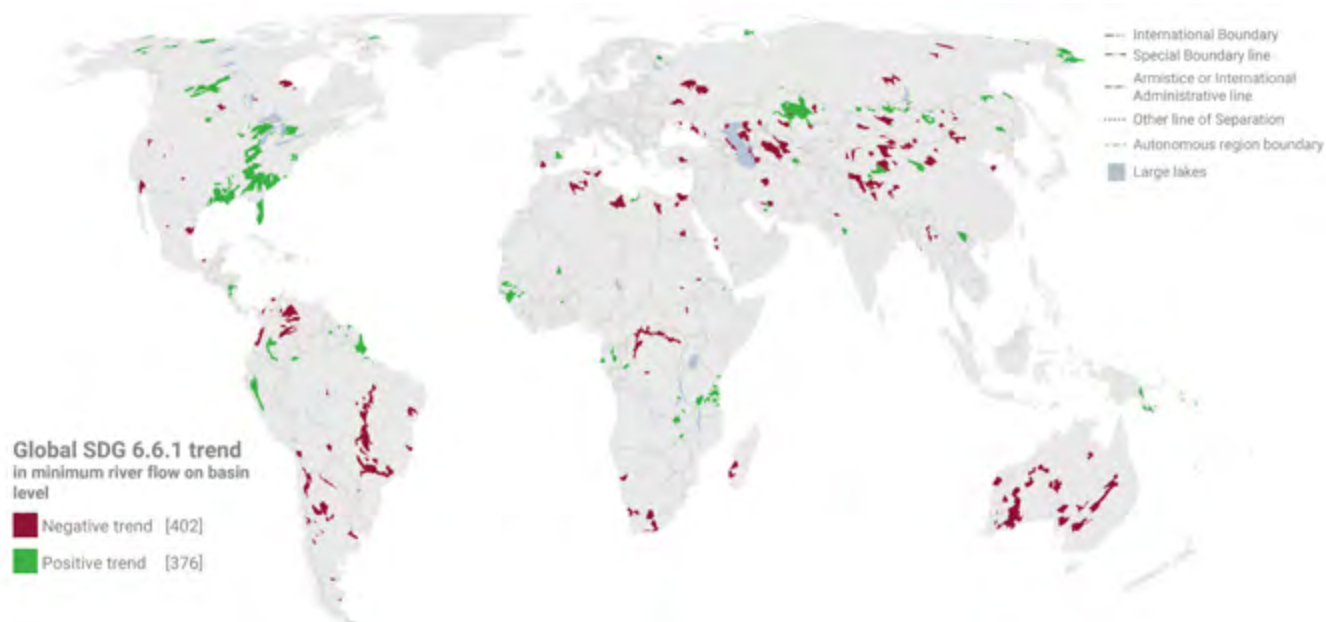 International Boundary
Special Boundary line
Armistice or International
Administrative line
Other line of Separation
Autonomous region boundary
Large lakes
Global SDG 6.6.1 trend
in minimum river flow on basin
level
Negative trend [402]
Positive trend [376]